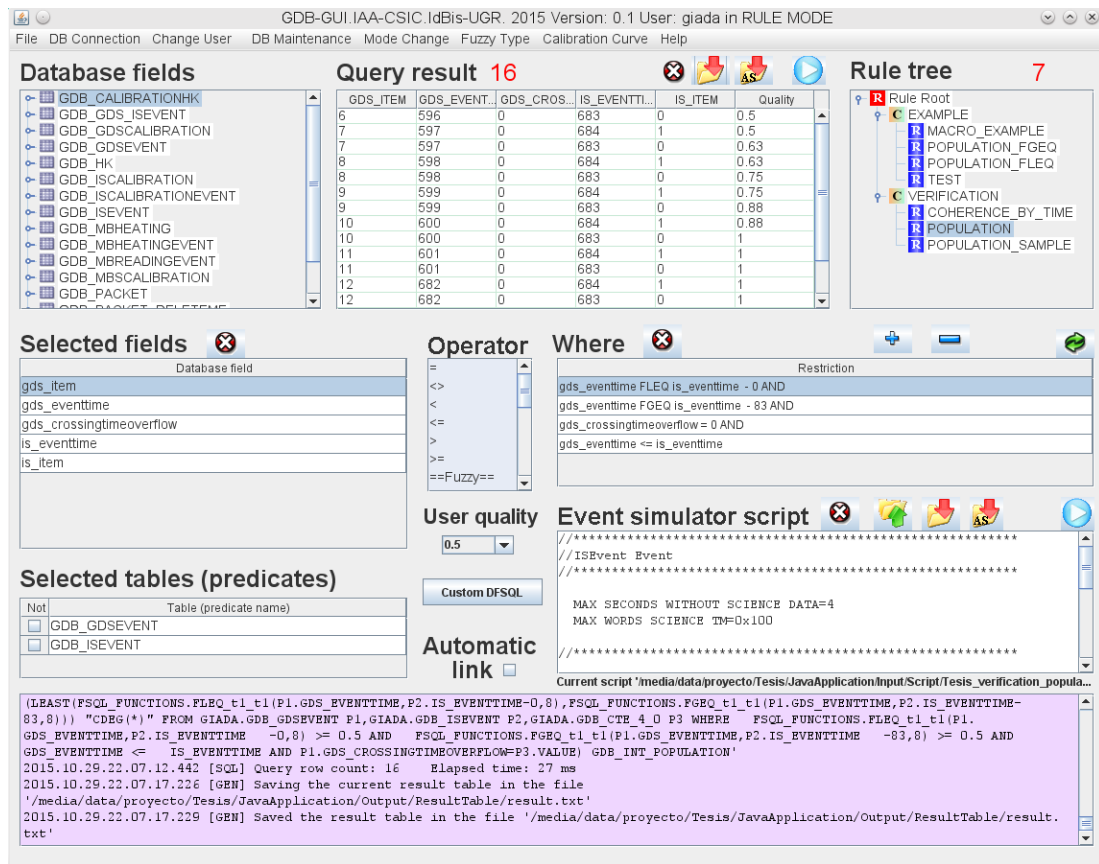 GDB-GUI.IAA-CSIC.IdBis-UGR. 2015 Version: 0.1 User: giada in RULE MODE
File DB Connection Change User DB Maintenance Mode Change Fuzzy Type Calibration Curve Help
Database fields
GDB_CALIBRATIONHK
GDB_GDS_ISEVENT
GDB_GDSCALIBRATION
GDB_GDSEVENT
GDB_HK
GDB_ISCALIBRATION
GDB_ISCALIBRATIONEVENT
GDB_ISEVENT
GDB_MBHEATING
GDB_MBHEATINGEVENT
GDB_MBREADINGEVENT
GDB_MBSCALIBRATION
GDB_PACKET
GDB_PACKET_DELETEME
Query result 16
AS
GDS_ITEM GDS_EVENT... GDS_CROS... IS_EVENTTI... IS_ITEM Quality
6 596 0 683 0 0.5
7 597 0 684 1 0.5
7 597 0 683 0 0.63
8 598 0 684 1 0.63
8 598 0 683 0 0.75
9 599 0 684 1 0.75
9 599 0 683 0 0.88
10 600 0 684 1 0.88
10 600 0 683 0 1
11 601 0 684 1 1
11 601 0 683 0 1
12 682 0 684 1 1
12 682 0 683 0 1
Rule tree 7
R Rule Root
C EXAMPLE
R MACRO_EXAMPLE
R POPULATION_FGEQ
R POPULATION_FLEQ
R TEST
C VERIFICATION
R COHERENCE_BY_TIME
R POPULATION
R POPULATION_SAMPLE
Selected fields
Database field
gds_item
gds_eventtime
gds_crossingtimeoverflow
is_eventtime
is_item
Operator
=
<>
<
<=
>
>=
==Fuzzy==
Where
Restriction
gds_eventtime FLEQ is_eventtime - 0 AND
gds_eventtime FGEQ is_eventtime - 83 AND
gds_crossingtimeoverflow = 0 AND
gds_eventtime <= is_eventtime
User quality
0.5
Custom DFSQL
Automatic
link
Event simulator script
AS
//*******************************************************
//ISEvent Event
//*******************************************************
MAX SECONDS WITHOUT SCIENCE DATA=4
MAX WORDS SCIENCE TM=0x100
//*******************************************************
Current script '/media/data/proyecto/Tesis/JavaApplication/Input/Script/Tesis_verification_popula...
Selected tables (predicates)
Not Table (predicate name)
GDB_GDSEVENT
GDB_ISEVENT
(LEAST(FSQL_FUNCTIONS.FLEQ_t1_t1(P1.GDS_EVENTTIME,P2.IS_EVENTTIME-0,8),FSQL_FUNCTIONS.FGEQ_t1_t1(P1.GDS_EVENTTIME,P2.IS_EVENTTIME-
83,8))) "CDEG(*)" FROM GIADA.GDB_GDSEVENT P1,GIADA.GDB_ISEVENT P2,GIADA.GDB_CTE_4_0 P3 WHERE FSQL_FUNCTIONS.FLEQ_t1_t1(P1.
GDS_EVENTTIME,P2.IS_EVENTTIME -0,8) >= 0.5 AND FSQL_FUNCTIONS.FGEQ_t1_t1(P1.GDS_EVENTTIME,P2.IS_EVENTTIME -83,8) >= 0.5 AND
GDS_EVENTTIME <= IS_EVENTTIME AND P1.GDS_CROSSINGTIMEOVERFLOW=P3.VALUE) GDB_INT_POPULATION'
2015.10.29.22.07.12.442 [SQL] Query row count: 16 Elapsed time: 27 ms
2015.10.29.22.07.17.226 [GEN] Saving the current result table in the file
'/media/data/proyecto/Tesis/JavaApplication/Output/ResultTable/result.txt'
2015.10.29.22.07.17.229 [GEN] Saved the result table in the file '/media/data/proyecto/Tesis/JavaApplication/Output/ResultTable/result.
txt'